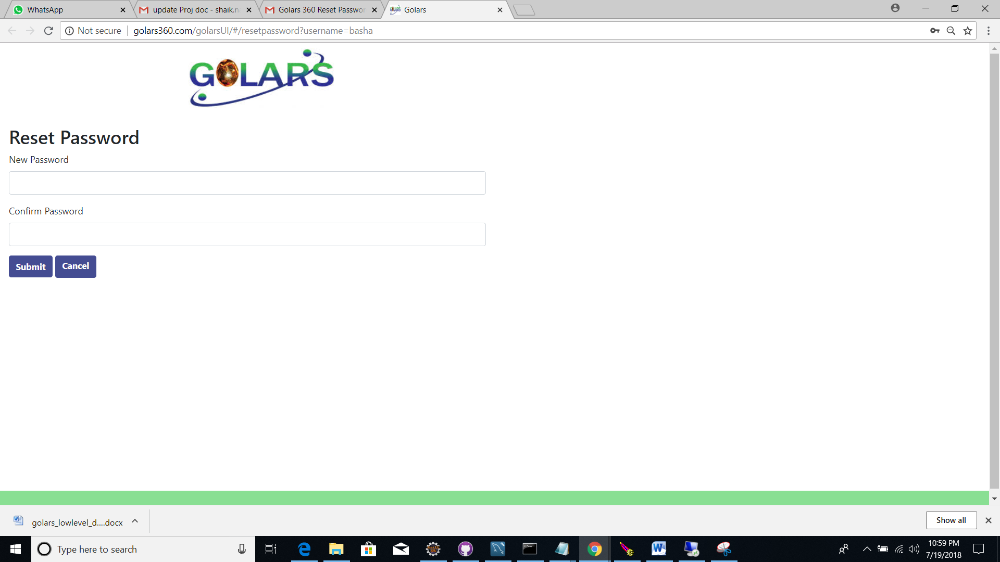 WhatsApp
update Proj doc - shaik.n
Golars 360 Reset Passwor
Golars
Not secure
golars360.com/golarsUI/#/resetpassword?username=basha
GOLARS
Reset Password
New Password
Confirm Password
Submit
Cancel
golars_lowlevel_d....docx
Show all
Type here to search
10:59 PM
7/19/2018